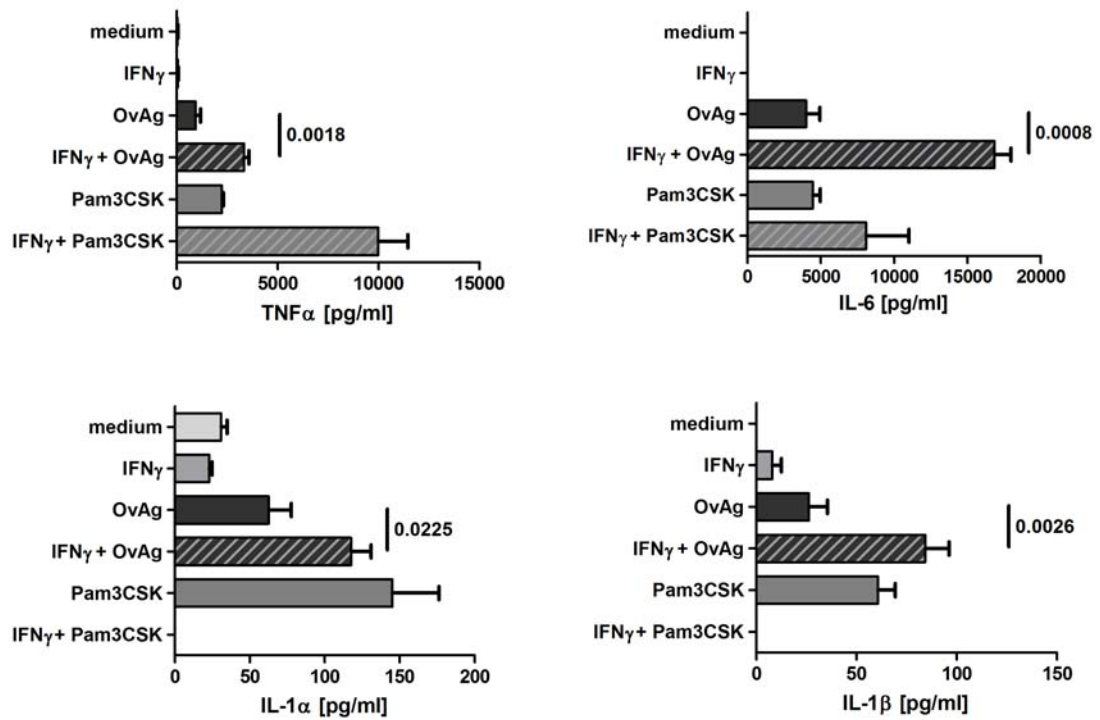 medium
IFNγ
OvAg
IFNγ + OvAg
Pam3CSK
IFNγ + Pam3CSK
0.0018
0 5000 10000 15000
TNFα [pg/ml]
medium
IFNγ
OvAg
IFNγ + OvAg
Pam3CSK
IFNγ + Pam3CSK
0.0008
0 5000 10000 15000 20000
IL-6 [pg/ml]
medium
IFNγ
OvAg
IFNγ + OvAg
Pam3CSK
IFNγ + Pam3CSK
0.0225
0 50 100 150 200
IL-1α [pg/ml]
medium
IFNγ
OvAg
IFNγ + OvAg
Pam3CSK
IFNγ + Pam3CSK
0.0026
0 50 100 150
IL-1β [pg/ml]